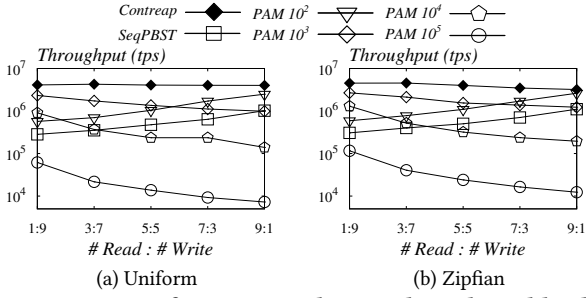 Contreap PAM 10² PAM 10⁴
SeqPBST PAM 10³ PAM 10⁵
Throughput (tps) Throughput (tps)
10⁷ 10⁷
10⁶ 10⁶
10⁵ 10⁵
10⁴ 10⁴
1:9 3:7 5:5 7:3 9:1 1:9 3:7 5:5 7:3 9:1
# Read : # Write # Read : # Write
(a) Uniform (b) Zipfian